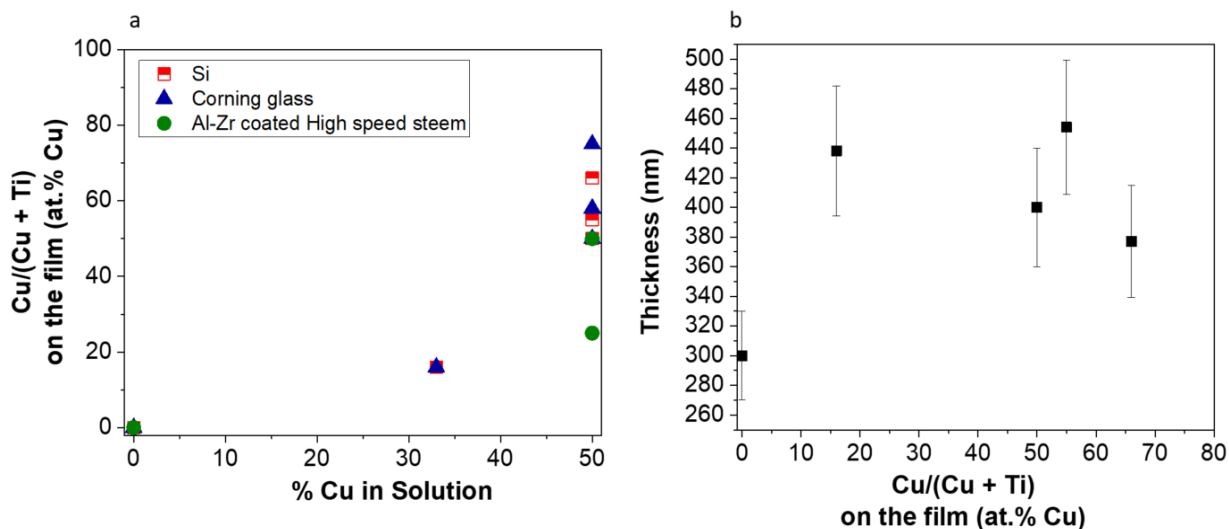 a
Cu/(Cu + Ti)
on the film (at.% Cu)
100
80
60
40
20
0
Si
Corning glass
Al-Zr coated High speed steem
0 10 20 30 40 50
% Cu in Solution
b
Thickness (nm)
500
480
460
440
420
400
380
360
340
320
300
280
260
0 10 20 30 40 50 60 70 80
Cu/(Cu + Ti)
on the film (at.% Cu)